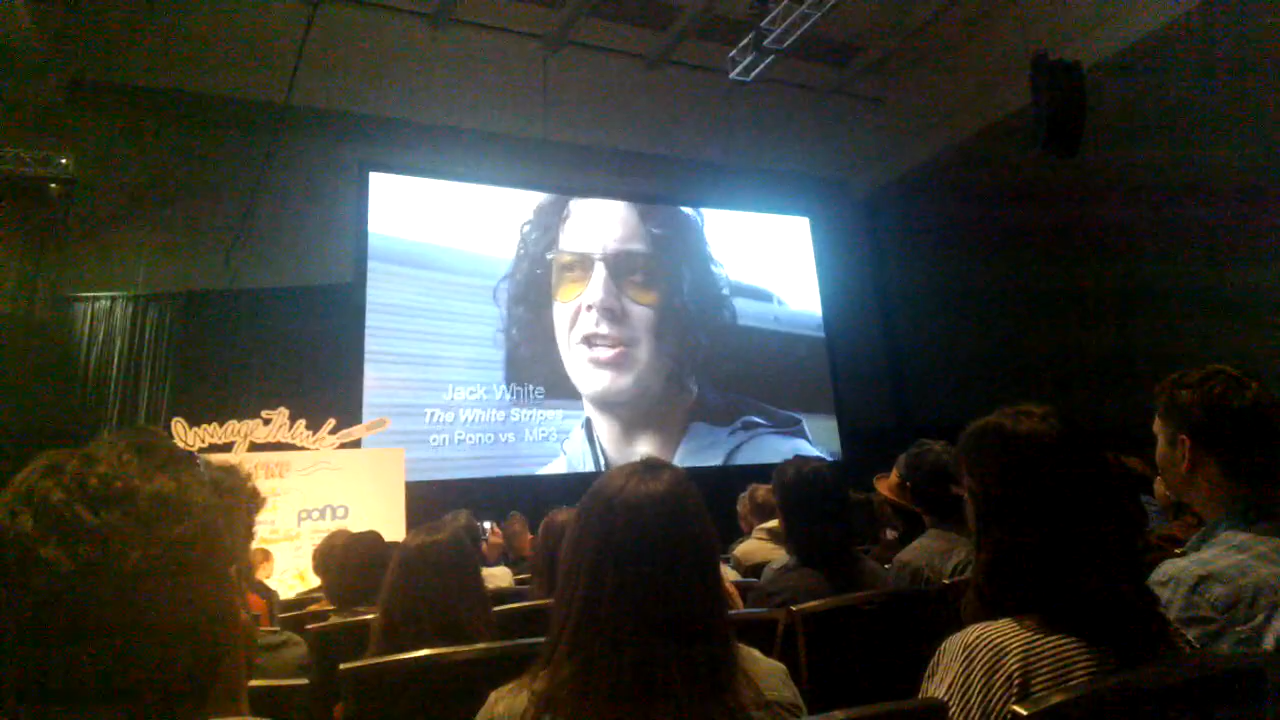 Jack White
The White Stripes
on Pono vs MP3
ImageThink
pono